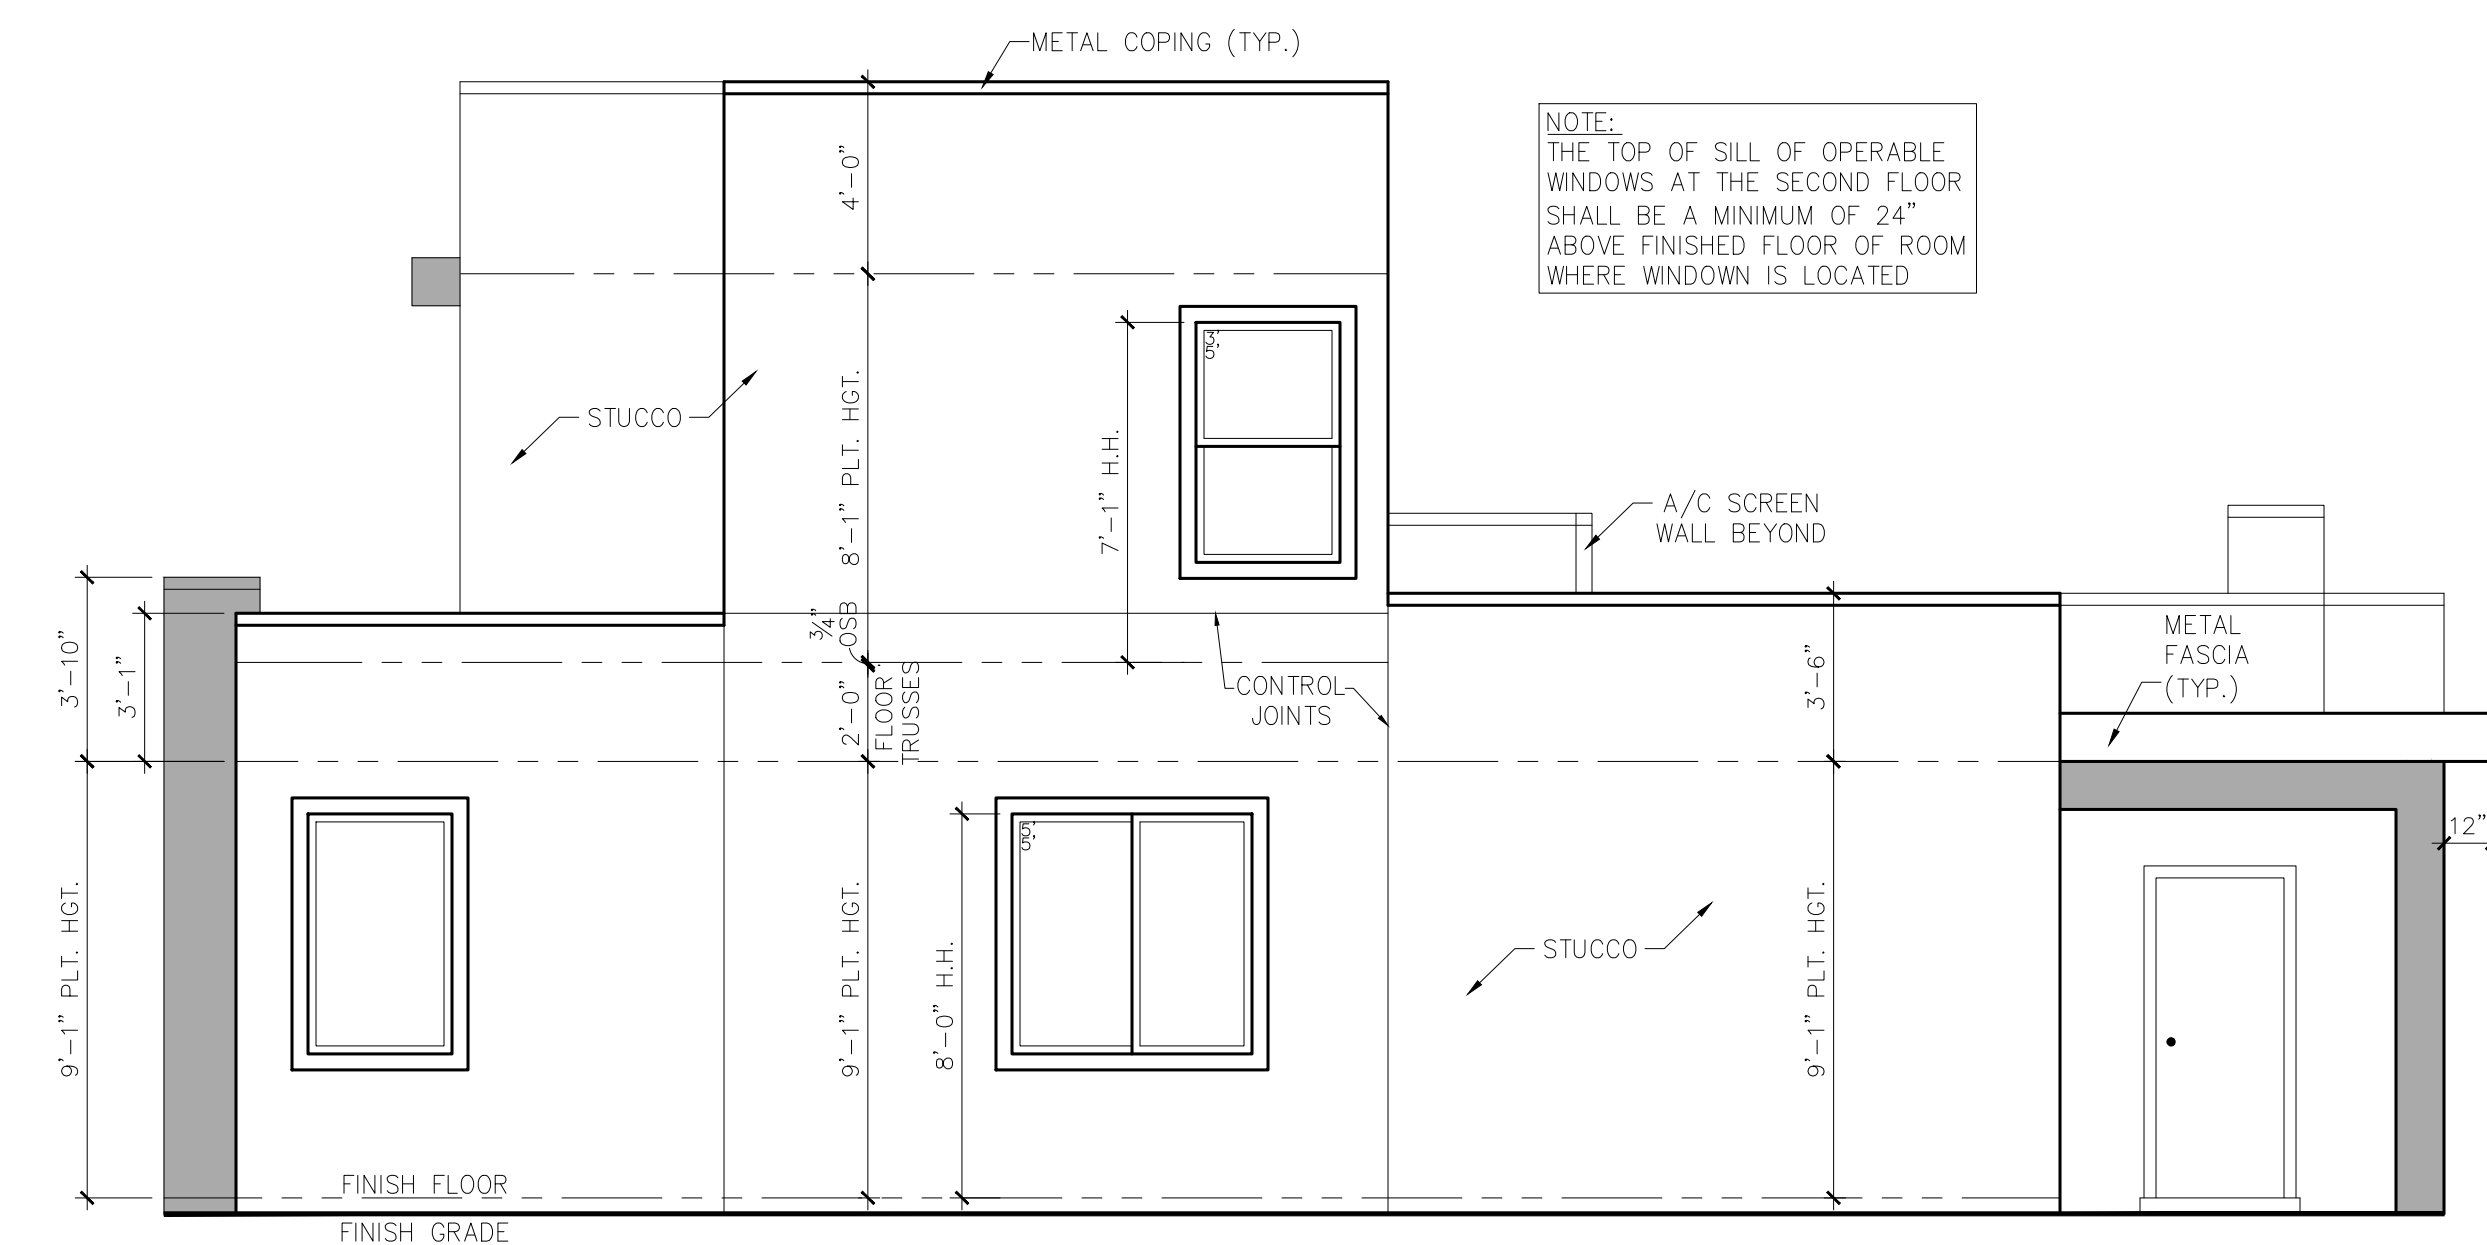 METAL COPING (TYP.)
NOTE:
THE TOP OF SILL OF OPERABLE
WINDOWS AT THE SECOND FLOOR
SHALL BE A MINIMUM OF 24”
ABOVE FINISHED FLOOR OF ROOM
WHERE WINDOWN IS LOCATED
4’-0”
3’
5’
8’-1” PLT. HGT.
STUCCO
7’-1” H.H.
A/C SCREEN
WALL BEYOND
¾”
OSB
3’-10”
3’-1”
2’-0”
FLOOR
TRUSSES
CONTROL
JOINTS
3’-6”
METAL
FASCIA
(TYP.)
12”
5’
5’
9’-1” PLT. HGT.
9’-1” PLT. HGT.
8’-0” H.H.
STUCCO
9’-1” PLT. HGT.
FINISH FLOOR
FINISH GRADE